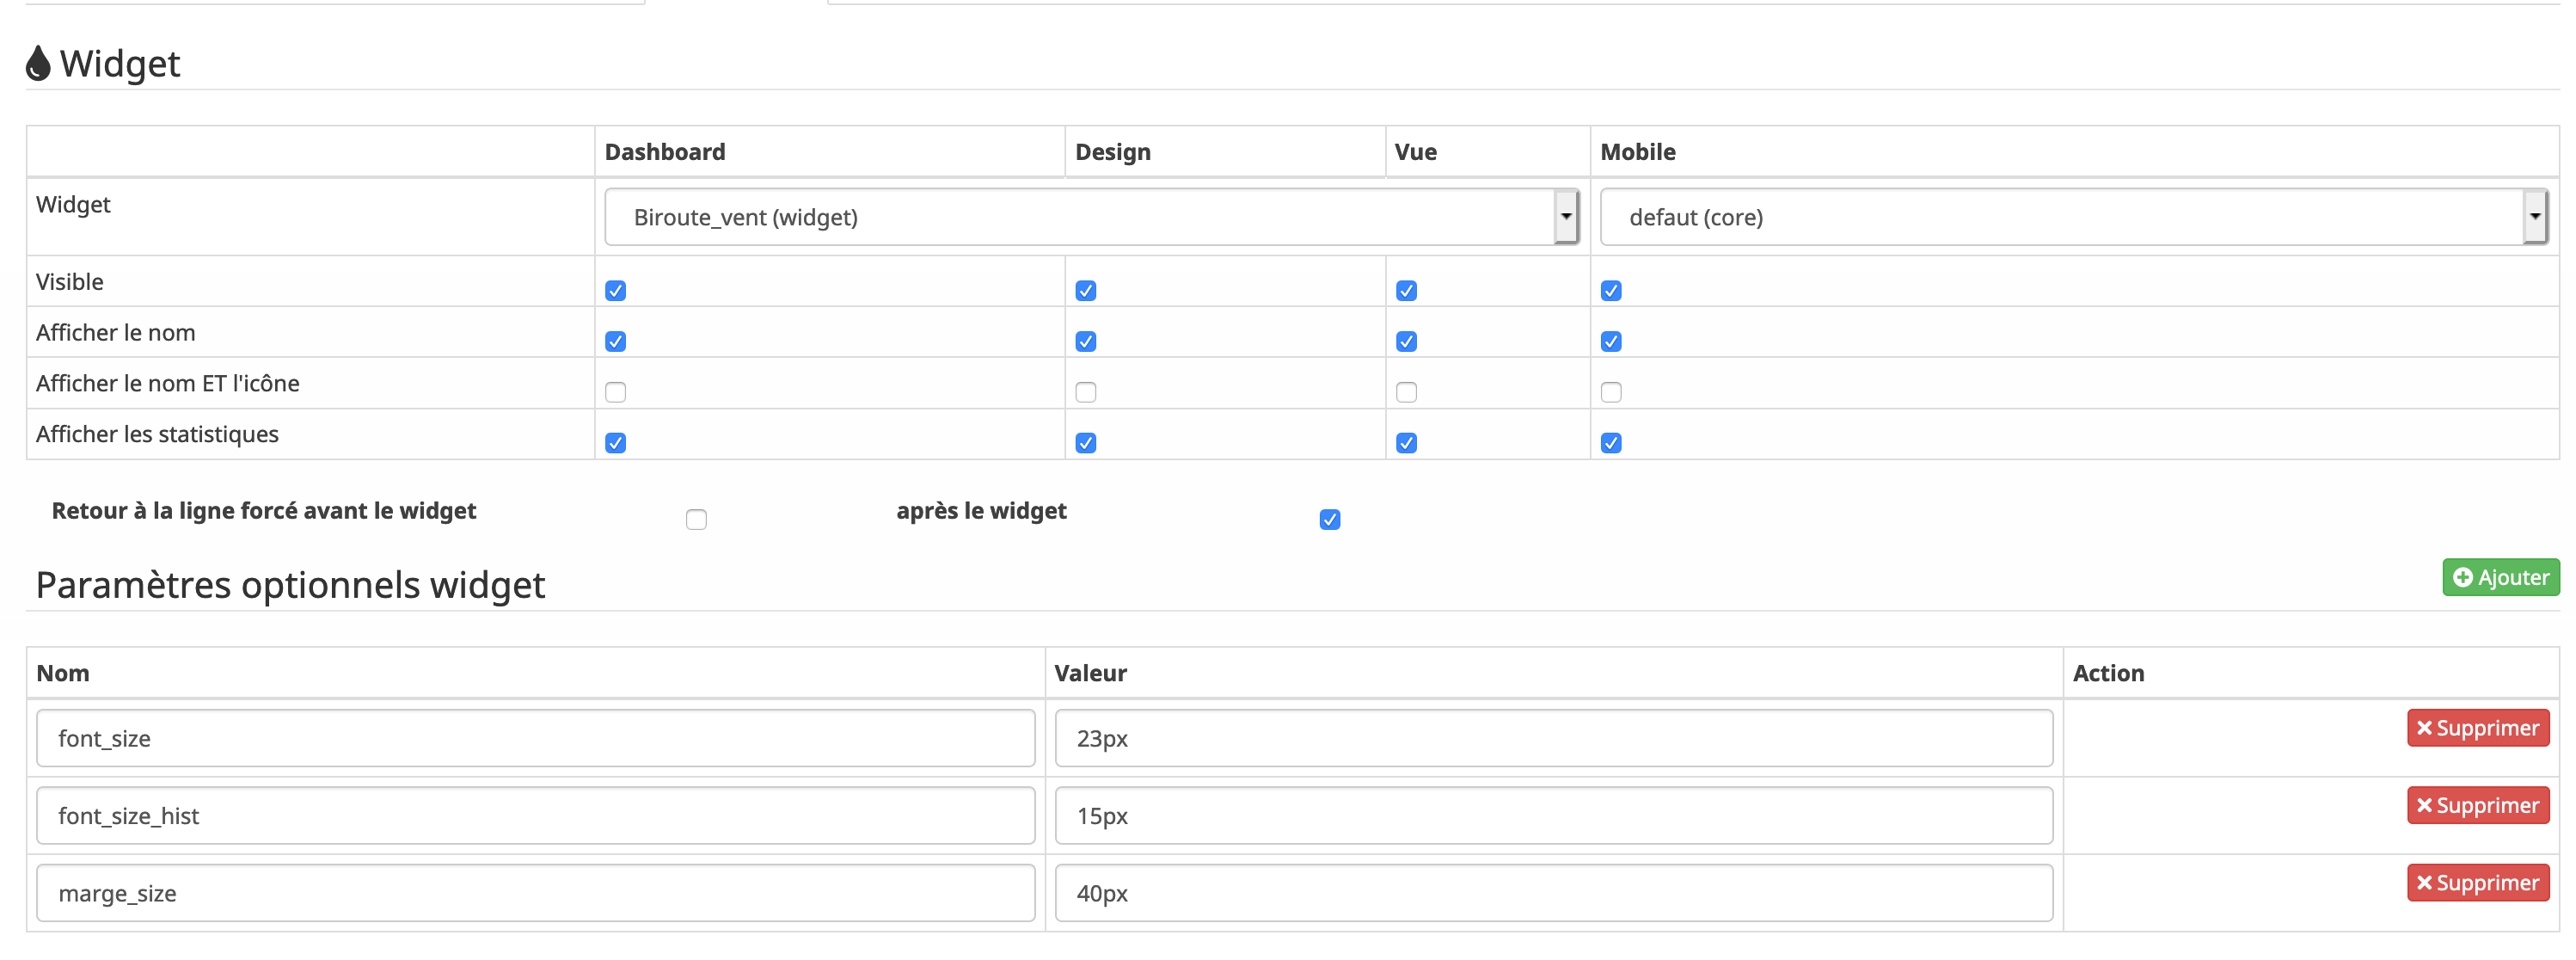 Widget
Dashboard Design Vue Mobile
Widget Biroute_vent (widget) defaut (core)
Visible
Afficher le nom
Afficher le nom ET l'icône
Afficher les statistiques
Retour à la ligne forcé avant le widget après le widget
Paramètres optionnels widget Ajouter
Nom Valeur Action
font_size 23px Supprimer
font_size_hist 15px Supprimer
marge_size 40px Supprimer